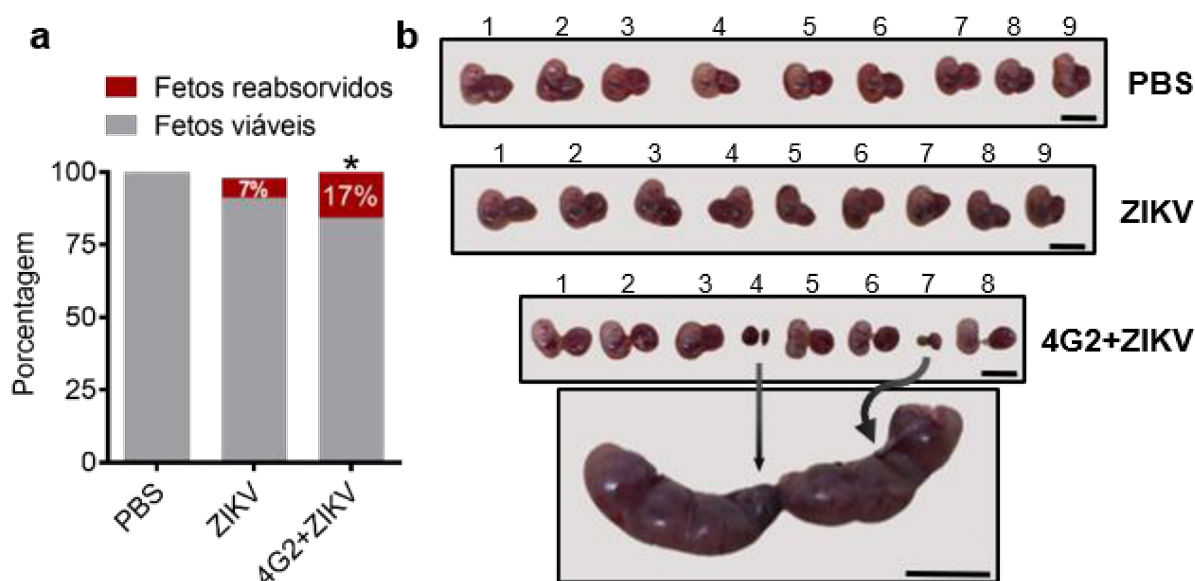 a
Fetos reabsorvidos
Fetos viáveis
Porcentagem
100
75
50
25
0
7%
*
17%
PBS
ZIKV
4G2+ZIKV
b
1 2 3 4 5 6 7 8 9
PBS
1 2 3 4 5 6 7 8 9
ZIKV
1 2 3 4 5 6 7 8
4G2+ZIKV